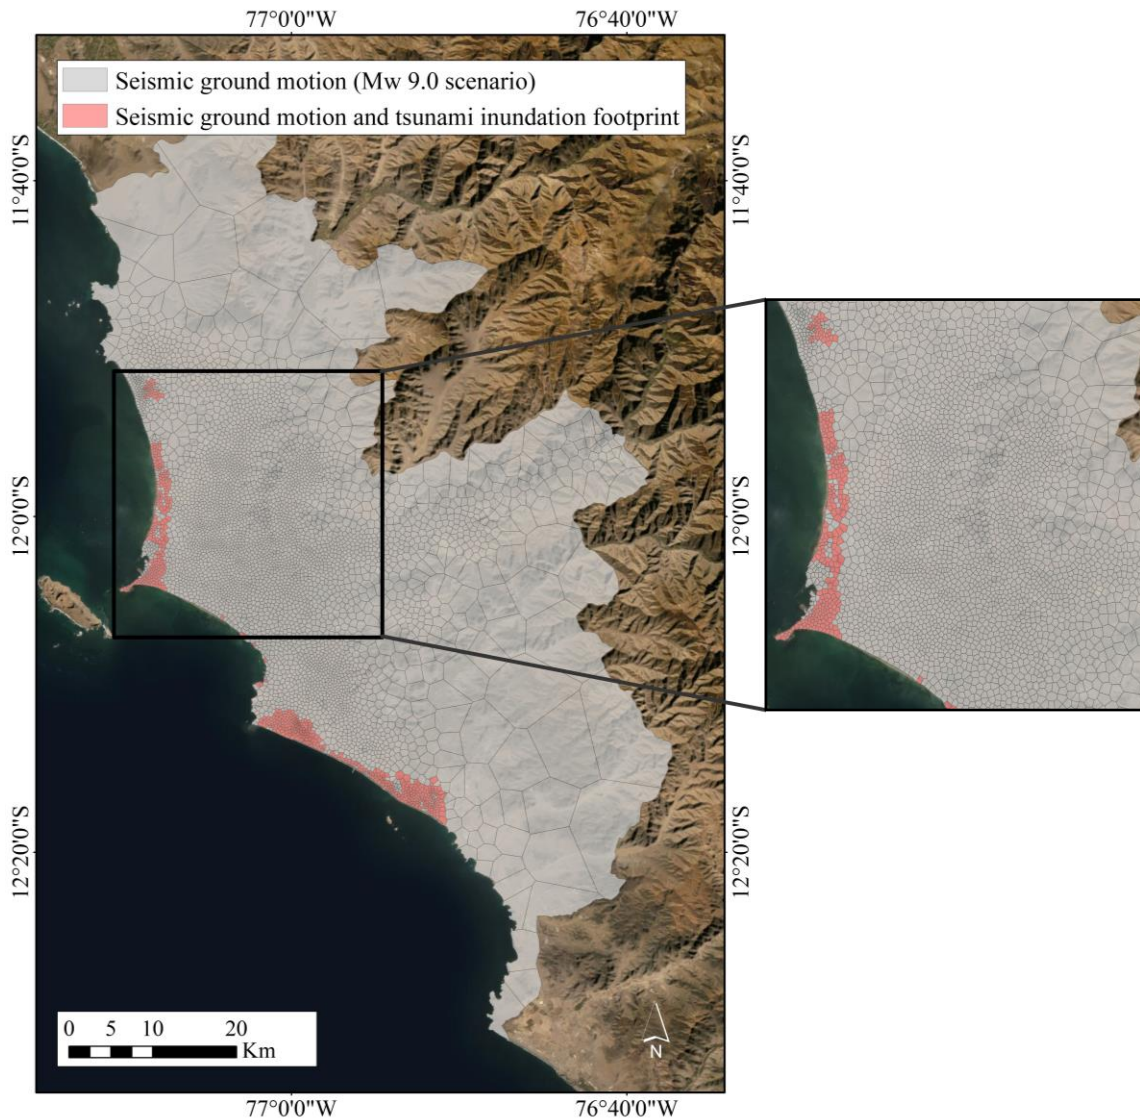 77°0'0"W
76°40'0"W
Seismic ground motion (Mw 9.0 scenario)
Seismic ground motion and tsunami inundation footprint
11°40'0"S
11°40'0"S
12°0'0"S
12°0'0"S
12°20'0"S
12°20'0"S
0 5 10 20
Km
N
77°0'0"W
76°40'0"W